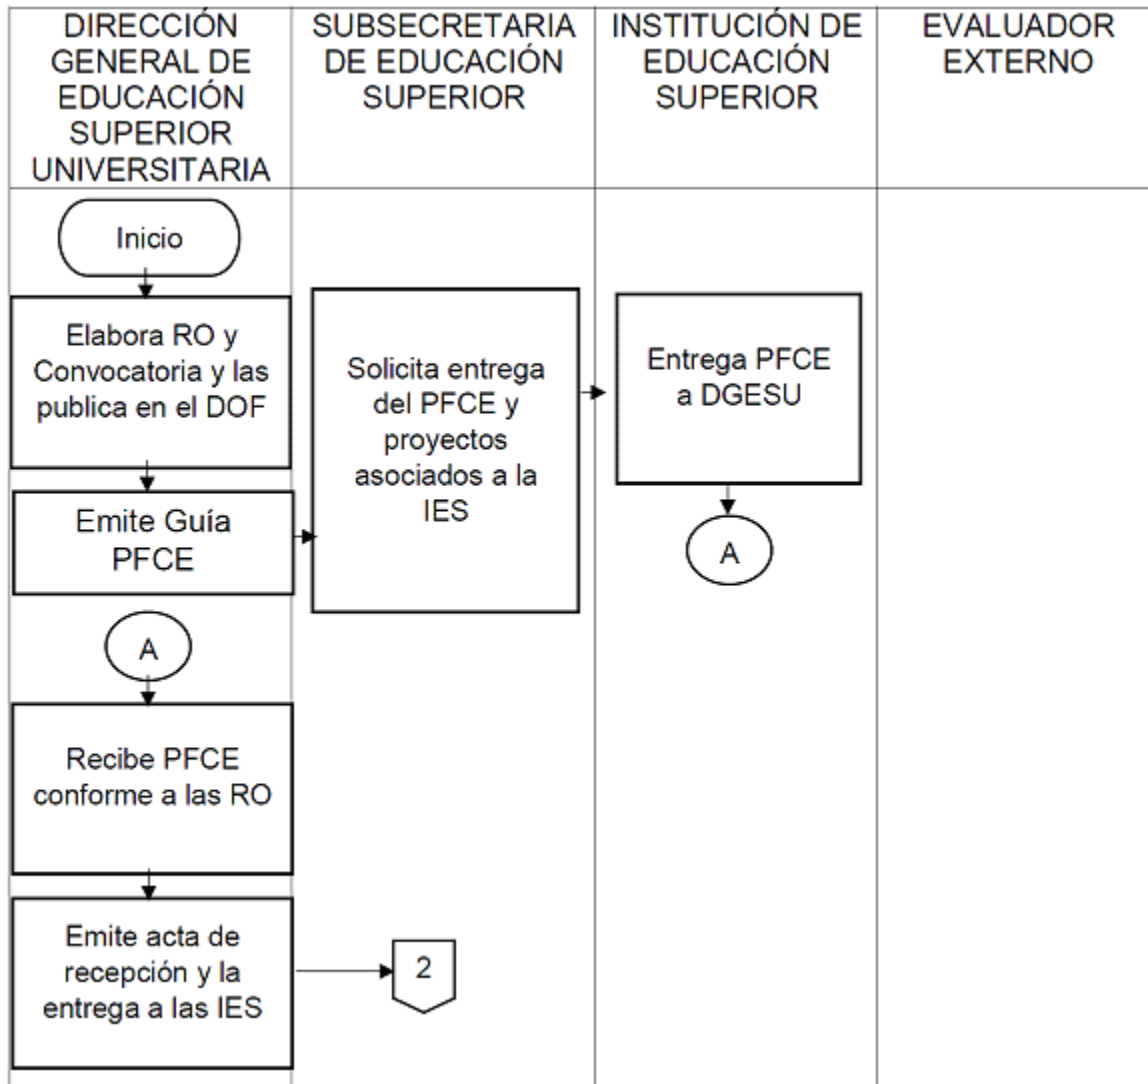 DIRECCIÓN
GENERAL DE
EDUCACIÓN
SUPERIOR
UNIVERSITARIA
SUBSECRETARIA
DE EDUCACIÓN
SUPERIOR
INSTITUCIÓN DE
EDUCACIÓN
SUPERIOR
EVALUADOR
EXTERNO
Inicio
Elabora RO y
Convocatoria y las
publica en el DOF
Emite Guía
PFCE
Solicita entrega
del PFCE y
proyectos
asociados a la
IES
Entrega PFCE
a DGESU
A
A
Recibe PFCE
conforme a las RO
Emite acta de
recepción y la
entrega a las IES
2